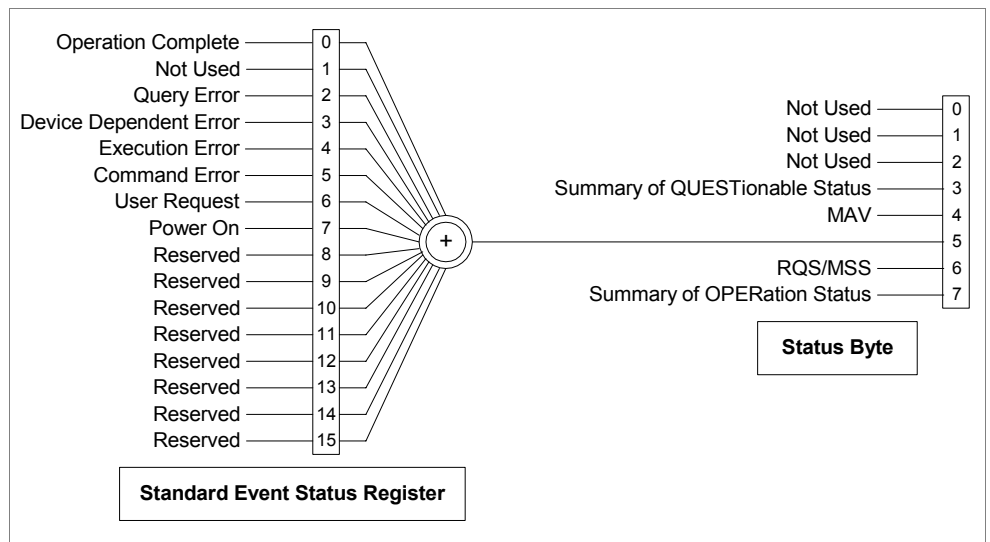 Operation Complete 0
Not Used 1
Query Error 2
Device Dependent Error 3
Execution Error 4
Command Error 5
User Request 6
Power On 7
Reserved 8
Reserved 9
Reserved 10
Reserved 11
Reserved 12
Reserved 13
Reserved 14
Reserved 15
Standard Event Status Register
+
Not Used 0
Not Used 1
Not Used 2
Summary of QUESTionable Status 3
MAV 4
5
RQS/MSS 6
Summary of OPERation Status 7
Status Byte